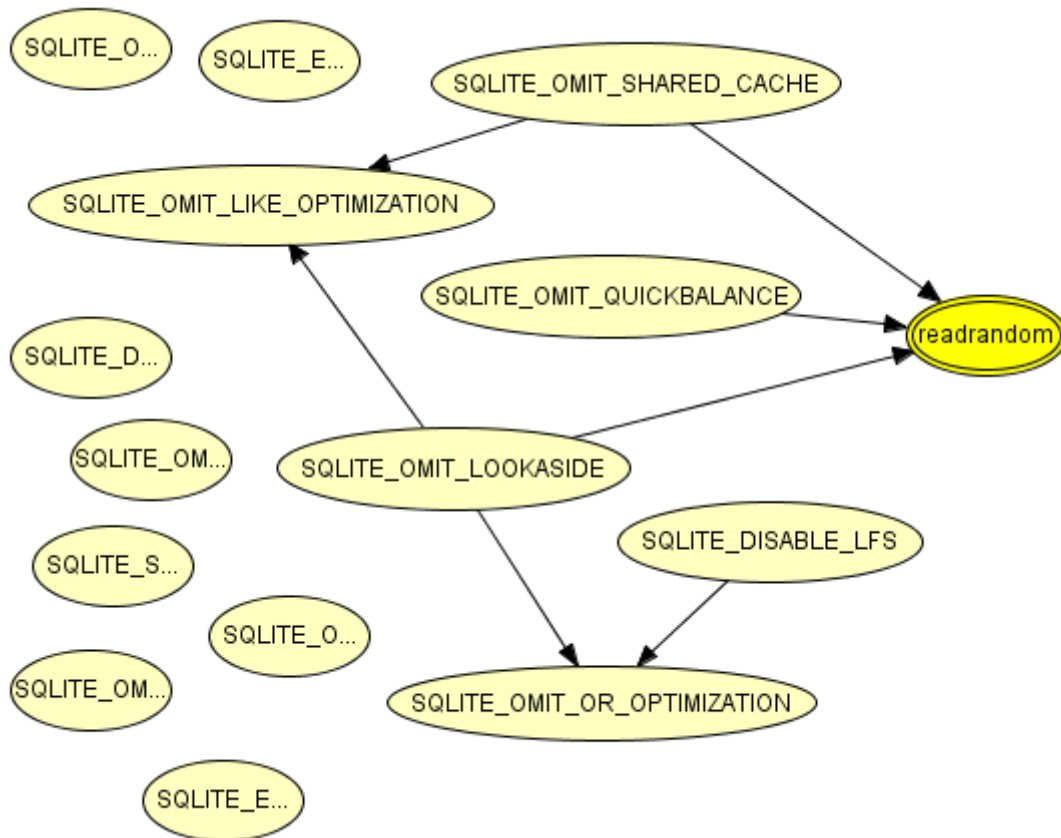 SQLITE_O...
SQLITE_E...
SQLITE_OMIT_SHARED_CACHE
SQLITE_OMIT_LIKE_OPTIMIZATION
SQLITE_OMIT_QUICKBALANCE
readrandom
SQLITE_D...
SQLITE_OM...
SQLITE_OMIT_LOOKASIDE
SQLITE_DISABLE_LFS
SQLITE_S...
SQLITE_O...
SQLITE_OM...
SQLITE_OMIT_OR_OPTIMIZATION
SQLITE_E...